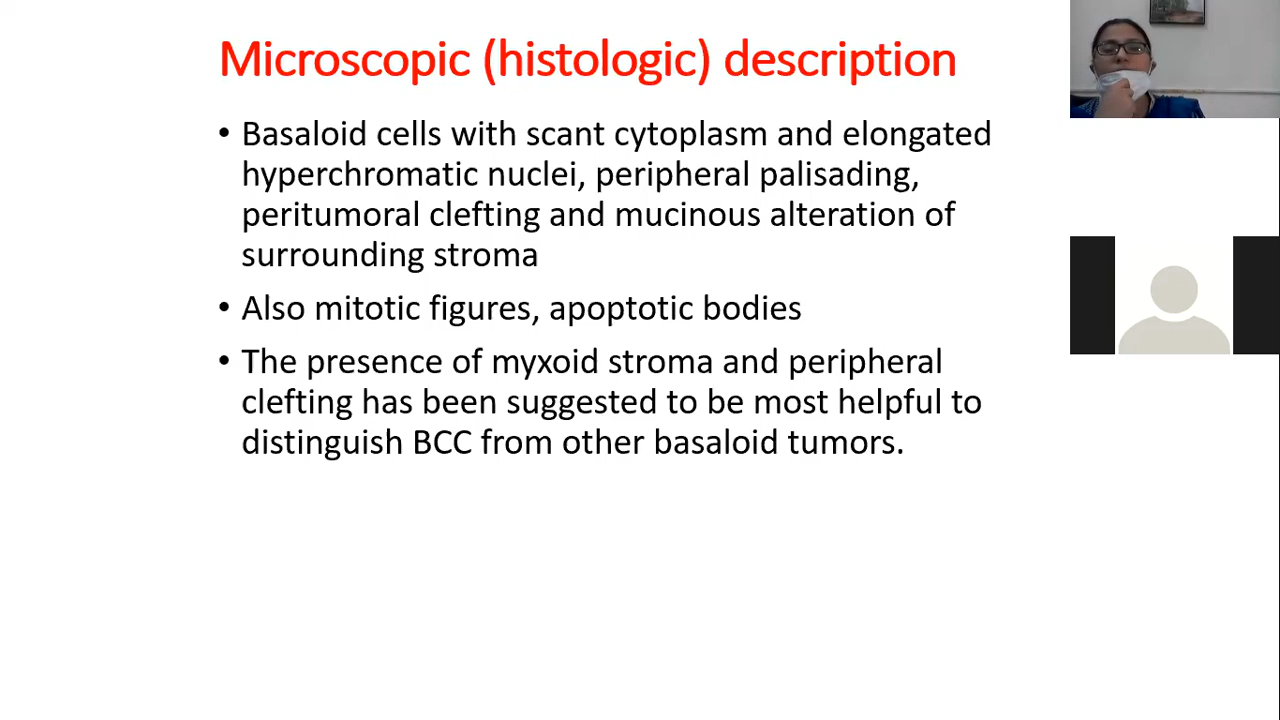 Microscopic (histologic) description
• Basaloid cells with scant cytoplasm and elongated
hyperchromatic nuclei, peripheral palisading,
peritumoral clefting and mucinous alteration of
surrounding stroma
• Also mitotic figures, apoptotic bodies
• The presence of myxoid stroma and peripheral
clefting has been suggested to be most helpful to
distinguish BCC from other basaloid tumors.